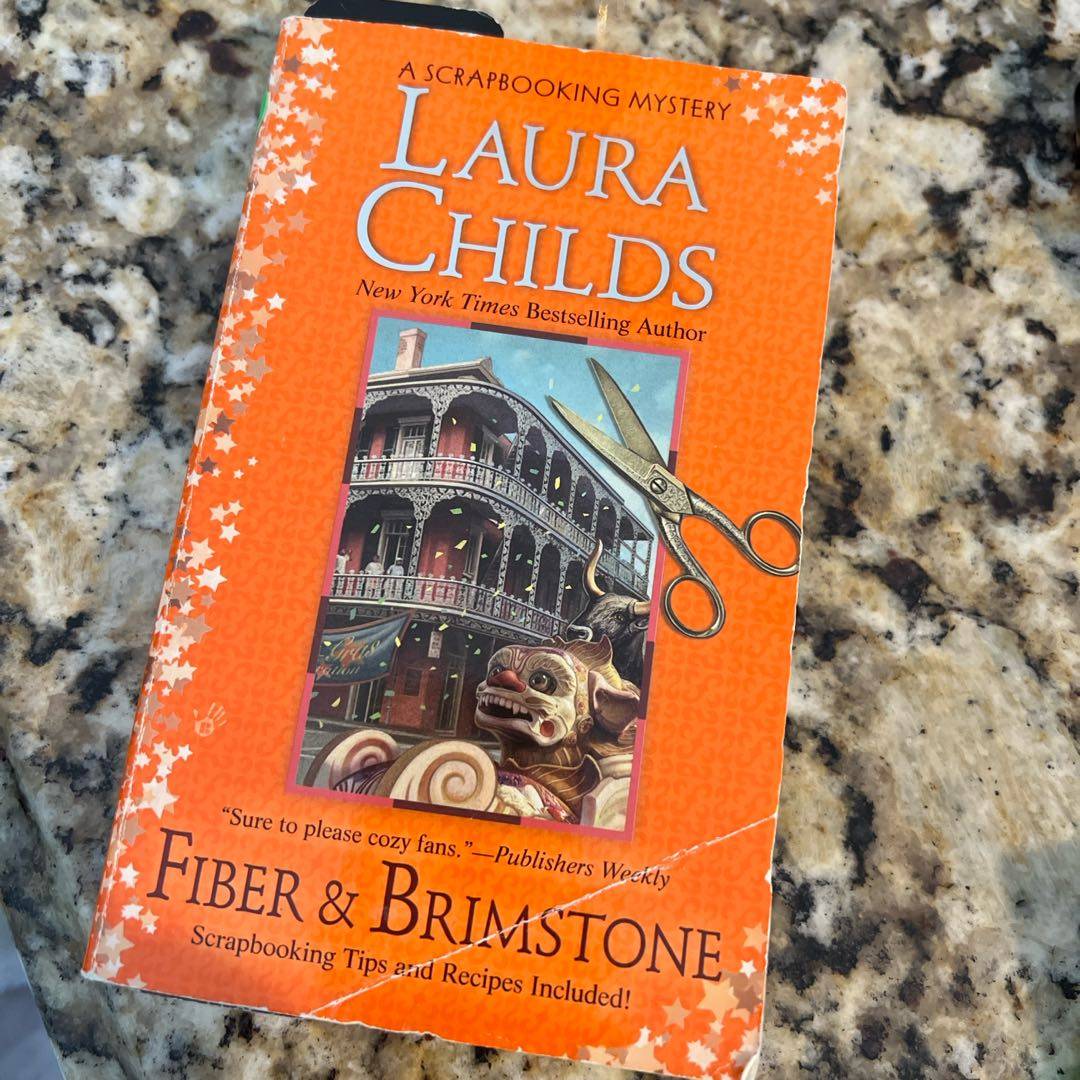 A SCRAPBOOKING MYSTERY
LAURA
CHILDS
New York Times Bestselling Author
Gras
“Sure to please cozy fans.”—Publishers Weekly
FIBER & BRIMSTONE
Scrapbooking Tips and Recipes Included!